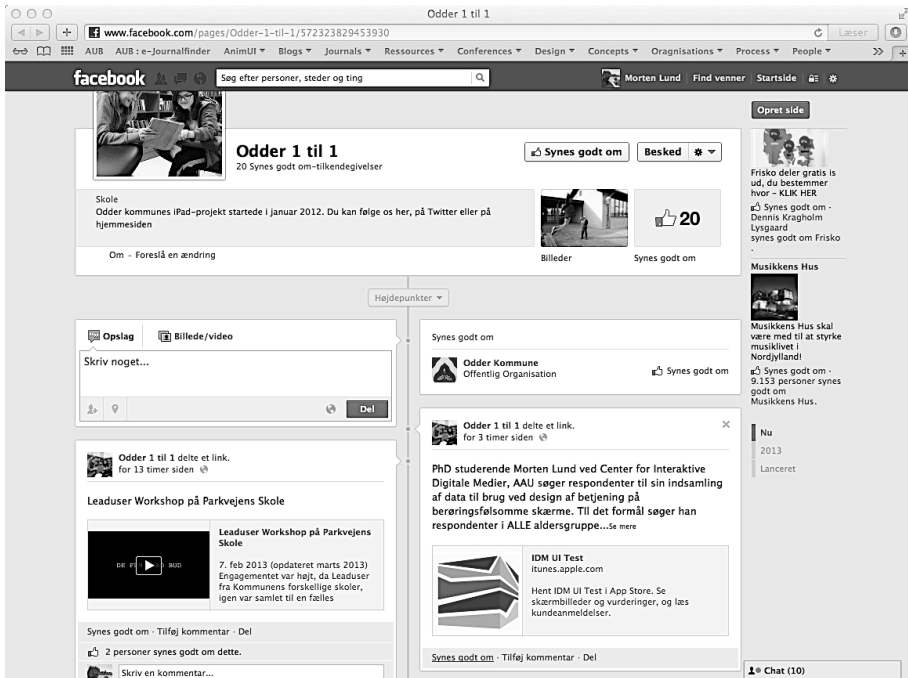 Odder 1 til 1
www.facebook.com/pages/Odder-1-til-1/572323829453930
Læser
AUB AUB : e-Journalfinder AnimUI Blogs Journals Ressources Conferences Design Concepts Oragnisations Process People
facebook
Søg efter personer, steder og ting
Morten Lund Find venner Startside
Opret side
Odder 1 til 1
20 Synes godt om-tilkendegivelser
Synes godt om
Besked
Skole
Odder kommunes iPad-projekt startede i januar 2012. Du kan følge os her, på Twitter eller på
hjemmesiden
Om - Foreslå en ændring
Billeder
20
Synes godt om
Højdepunkter
Opslag Billede/video
Skriv noget...
Del
Odder 1 til 1 delte et link.
for 13 timer siden
Leaduser Workshop på Parkvejens Skole
Leaduser Workshop på Parkvejens
Skole
7. feb 2013 (opdateret marts 2013)
Engagementet var højt, da Leaduser
fra Kommunens forskellige skoler,
igen var samlet til en fælles
Synes godt om · Tilføj kommentar · Del
2 personer synes godt om dette.
Skriv en kommentar...
Synes godt om
Odder Kommune
Offentlig Organisation
Synes godt om
Odder 1 til 1 delte et link.
for 3 timer siden
PhD studerende Morten Lund ved Center for Interaktive
Digitale Medier, AAU søger respondenter til sin indsamling
af data til brug ved design af betjening på
berøringsfølsomme skærme. Til det formål søger han
respondenter i ALLE aldersgruppe...Se mere
IDM UI Test
itunes.apple.com
Hent IDM UI Test i App Store. Se
skærmbilleder og vurderinger, og læs
kundeanmeldelser.
Synes godt om · Tilføj kommentar · Del
Frisko deler gratis is
ud, du bestemmer
hvor - KLIK HER
Synes godt om ·
Dennis Kragholm
Lysgaard
synes godt om Frisko
.
Musikkens Hus
Musikkens Hus skal
være med til at styrke
musiklivet i
Nordjylland!
Synes godt om ·
9.153 personer synes
godt om
Musikkens Hus.
Nu
2013
Lanceret
Chat (10)